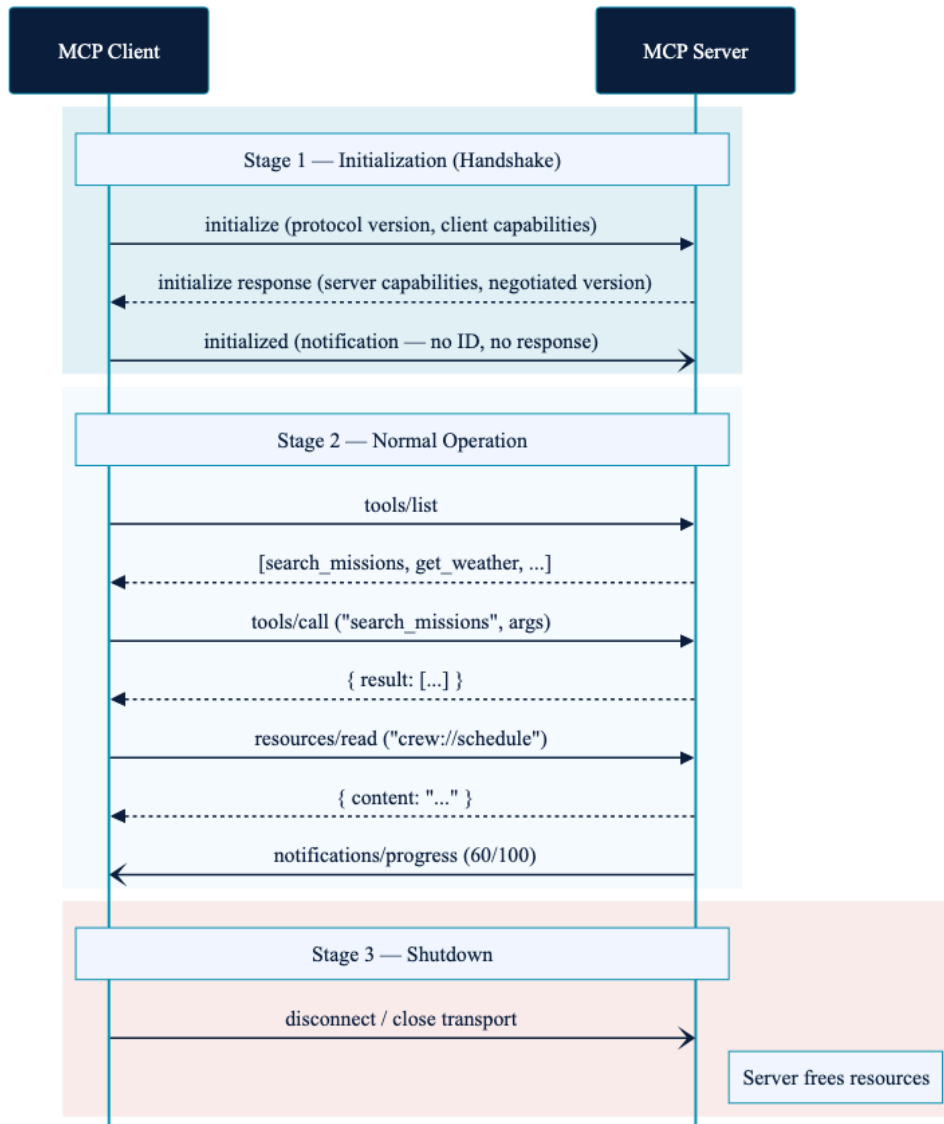 MCP Client
MCP Server
Stage 1 — Initialization (Handshake)
initialize (protocol version, client capabilities)
initialize response (server capabilities, negotiated version)
initialized (notification — no ID, no response)
Stage 2 — Normal Operation
tools/list
[search_missions, get_weather, ...]
tools/call ("search_missions", args)
{ result: [...] }
resources/read ("crew://schedule")
{ content: "..." }
notifications/progress (60/100)
Stage 3 — Shutdown
disconnect / close transport
Server frees resources